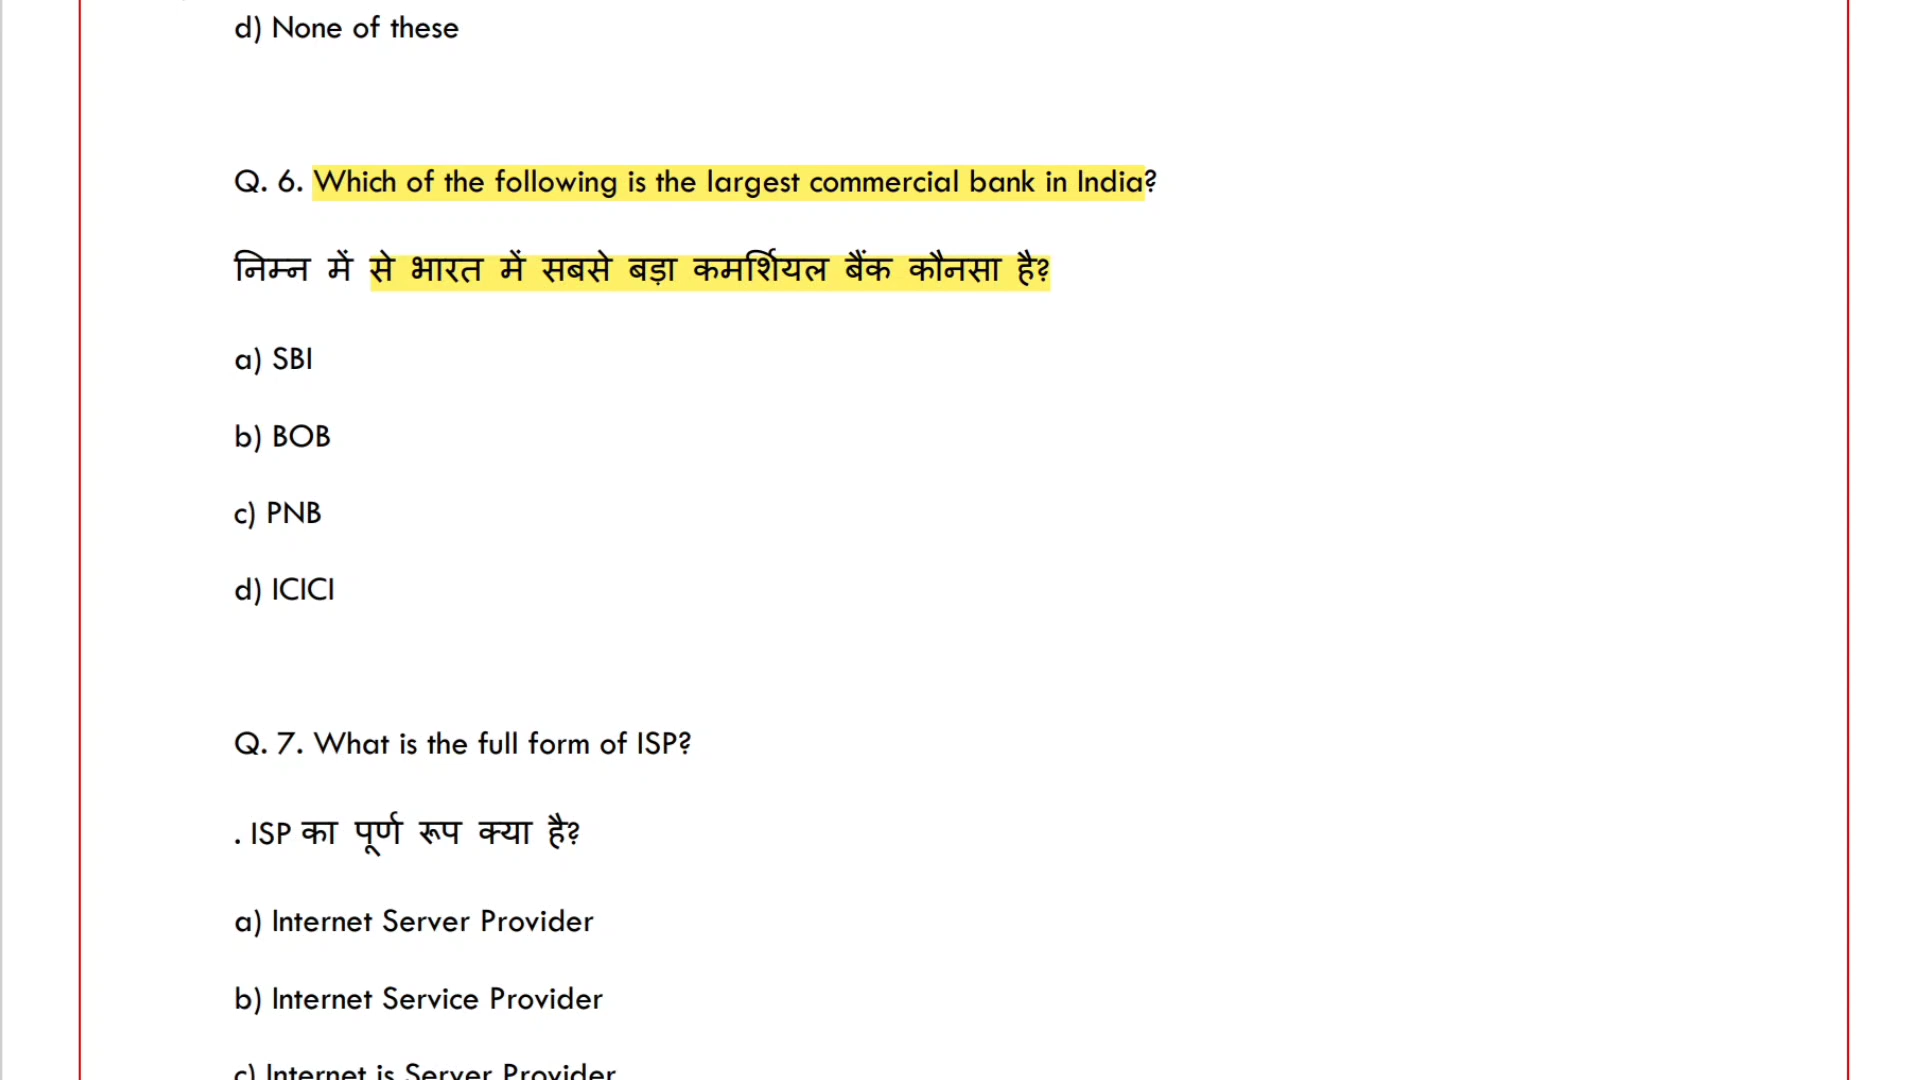 d) None of these
Q. 6. Which of the following is the largest commercial bank in India?
निम्न में से भारत में सबसे बड़ा कमर्शियल बैंक कौनसा है?
a) SBI
b) BOB
c) PNB
d) ICICI
Q. 7. What is the full form of ISP?
. ISP का पूर्ण रूप क्या है?
a) Internet Server Provider
b) Internet Service Provider
c) Internet is Server Provider